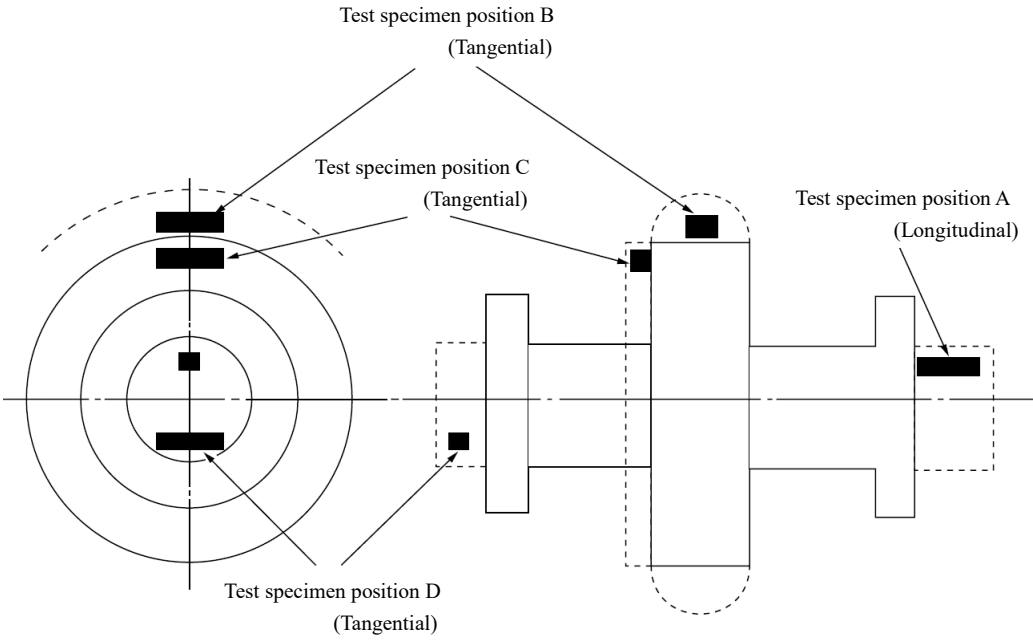 Test specimen position B
(Tangential)
Test specimen position C
(Tangential)
Test specimen position A
(Longitudinal)
Test specimen position D
(Tangential)